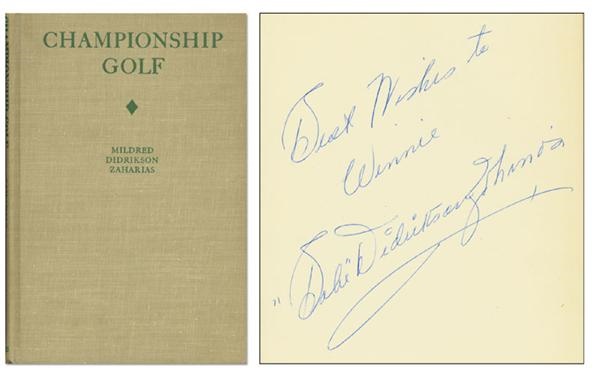 CHAMPIONSHIP
GOLF
MILDRED
DIDRIKSON
ZAHARIAS
Best Wishes to
Winnie
"Babe" Didrikson Zaharias